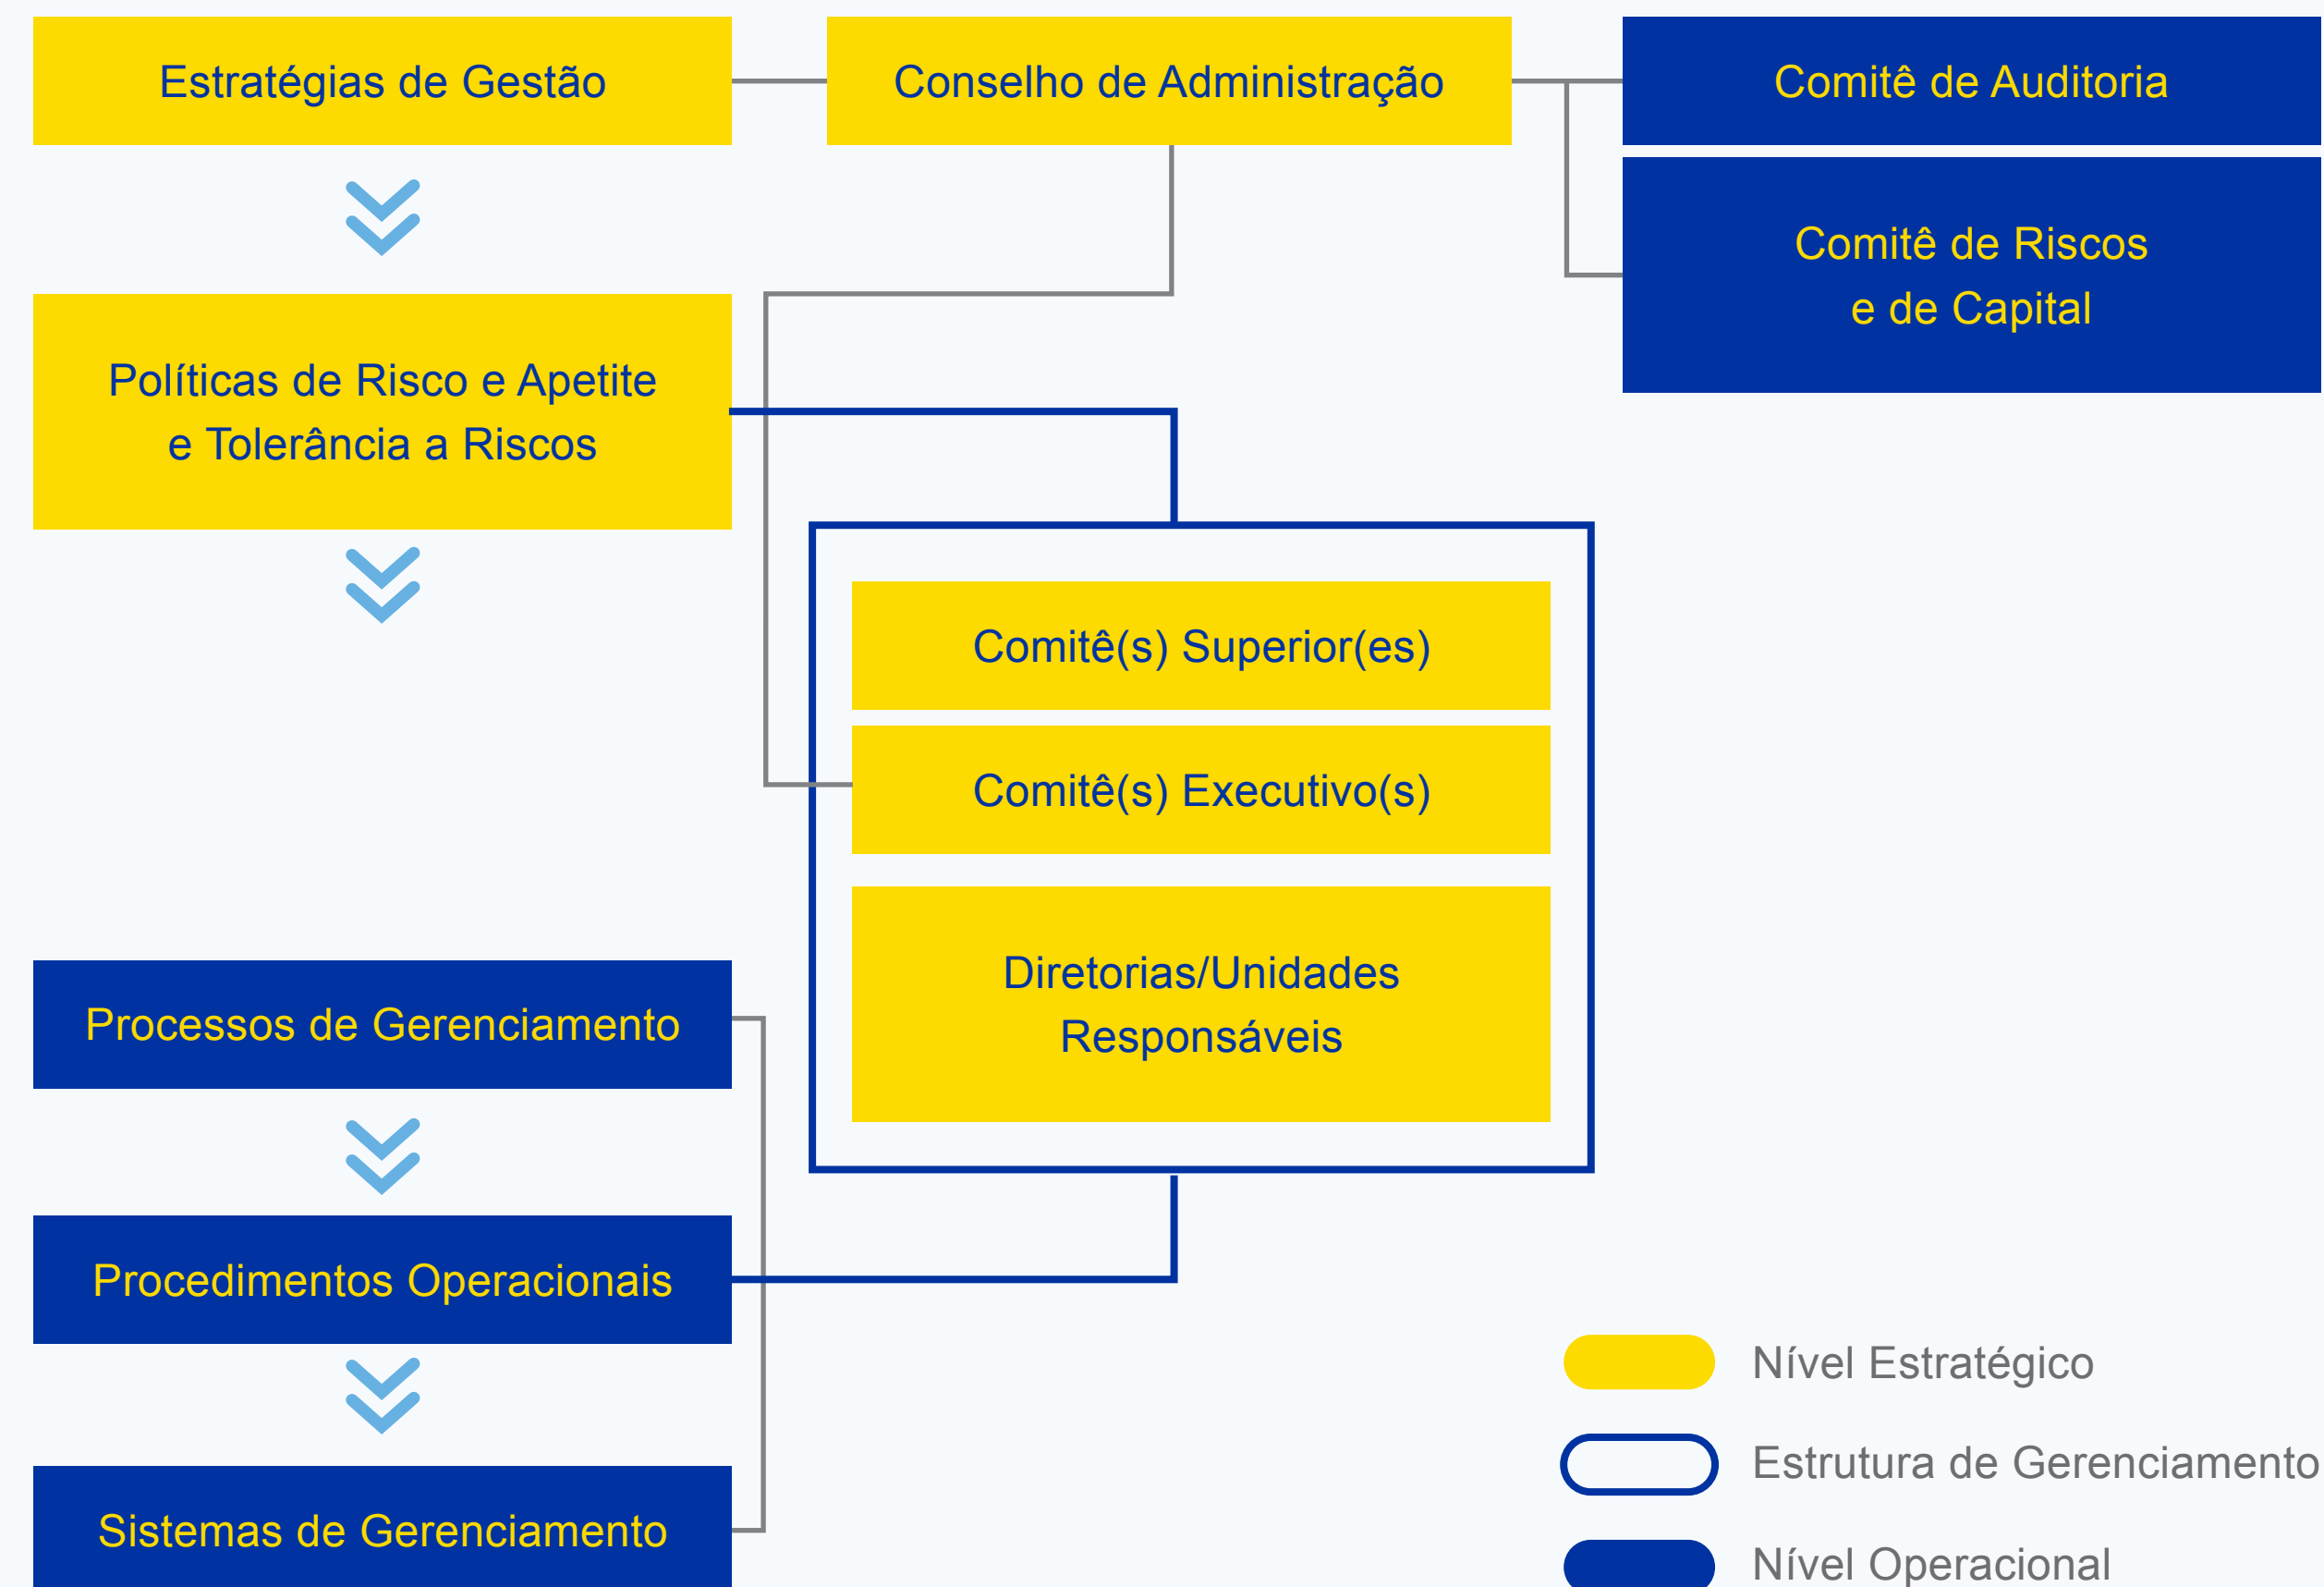 Estratégias de Gestão
Conselho de Administração
Comitê de Auditoria
Comitê de Riscos
e de Capital
Políticas de Risco e Apetite
e Tolerância a Riscos
Comitê(s) Superior(es)
Comitê(s) Executivo(s)
Diretorias/Unidades
Responsáveis
Processos de Gerenciamento
Procedimentos Operacionais
Sistemas de Gerenciamento
Nível Estratégico
Estrutura de Gerenciamento
Nível Operacional